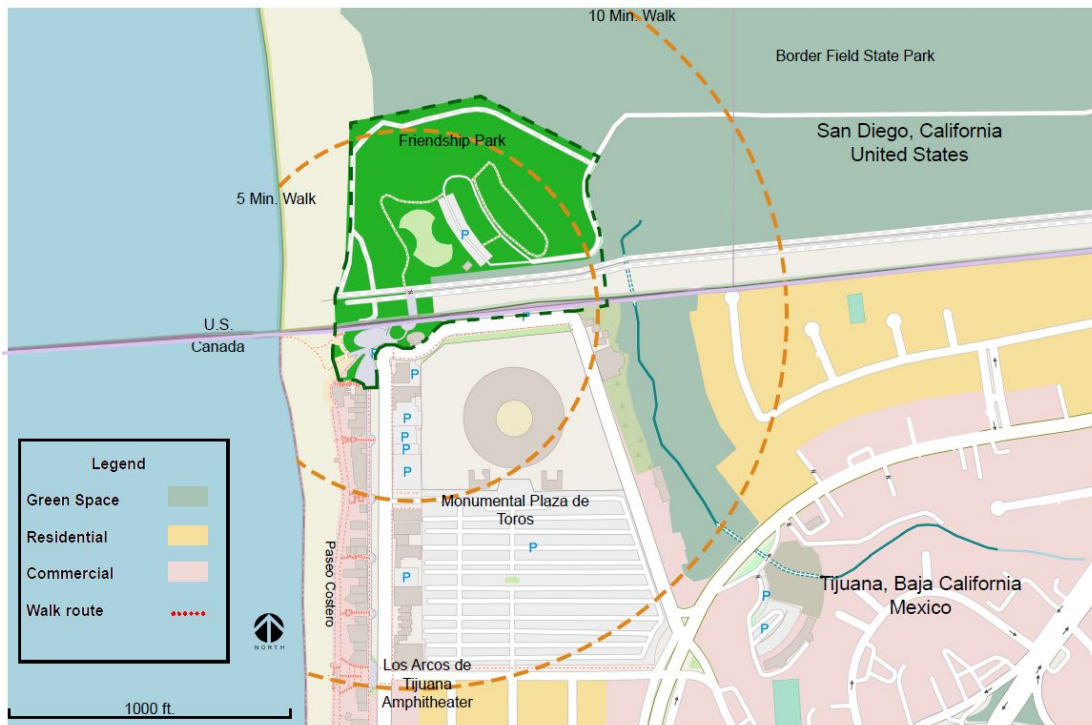 10 Min. Walk
Border Field State Park
San Diego, California
United States
Friendship Park
5 Min. Walk
P
U.S.
Canada
P
P
P
P
P
P
P
Monumental Plaza de
Toros
P
P
Paseo Costero
Legend
Green Space
Residential
Commercial
Walk route
NORTH
1000 ft.
Los Arcos de
Tijuana
Amphitheater
Tijuana, Baja California
Mexico
P
P